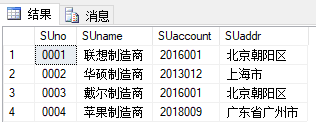 结果 消息
SUno SUname SUaccount SUaddr
1 0001 联想制造商 2016001 北京朝阳区
2 0002 华硕制造商 2013012 上海市
3 0003 戴尔制造商 2016001 北京朝阳区
4 0004 苹果制造商 2018009 广东省广州市